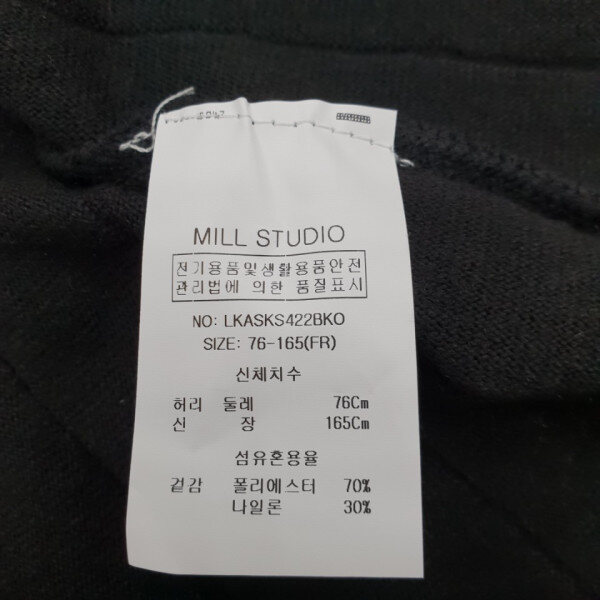 MILL STUDIO
전기용품및생활용품안전
관리법에 의한 품질표시
NO: LKASKS422BKO
SIZE: 76-165(FR)
신체치수
허리 둘레 76Cm
신 장 165Cm
섬유혼용율
겉감 폴리에스터 70%
나일론 30%